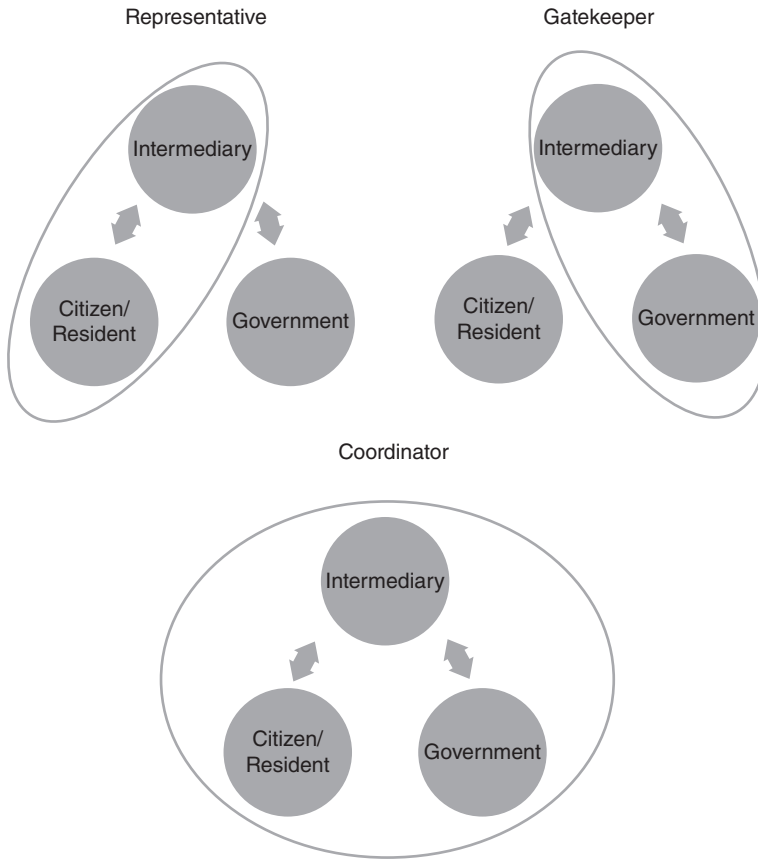 Representative
Intermediary
Citizen/
Resident
Government
Gatekeeper
Intermediary
Citizen/
Resident
Government
Coordinator
Intermediary
Citizen/
Resident
Government